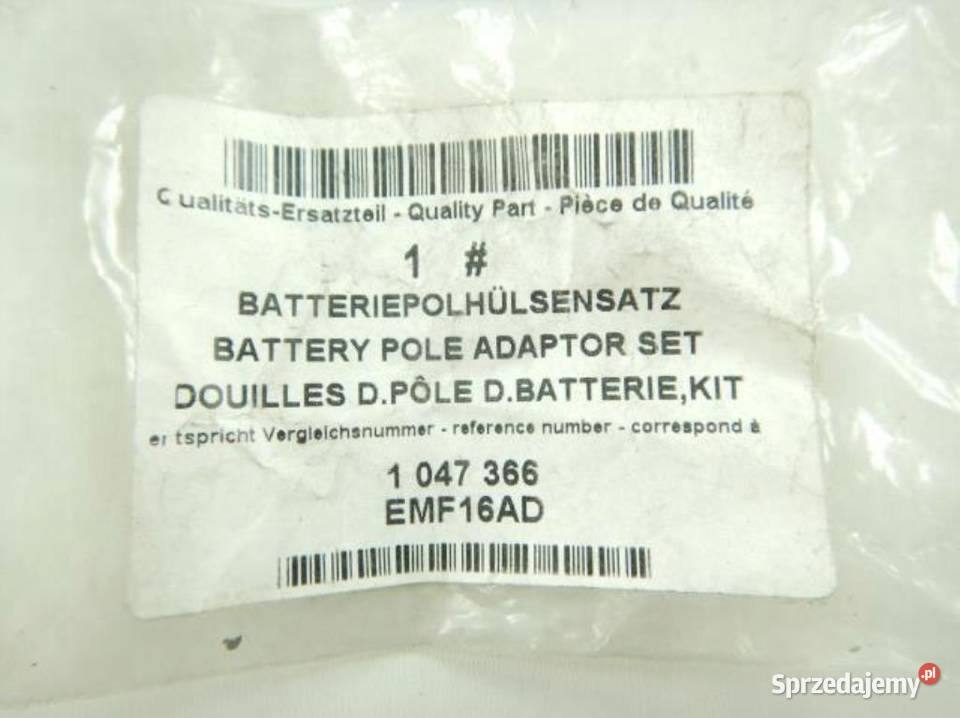 Qualitäts-Ersatzteil - Quality Part - Pièce de Qualité
1 #
BATTERIEPOLHÜLSENSATZ
BATTERY POLE ADAPTOR SET
DOUILLES D.PÔLE D.BATTERIE,KIT
entspricht Vergleichsnummer - reference number - correspond à
1 047 366
EMF16AD
Sprzedajemy.pl